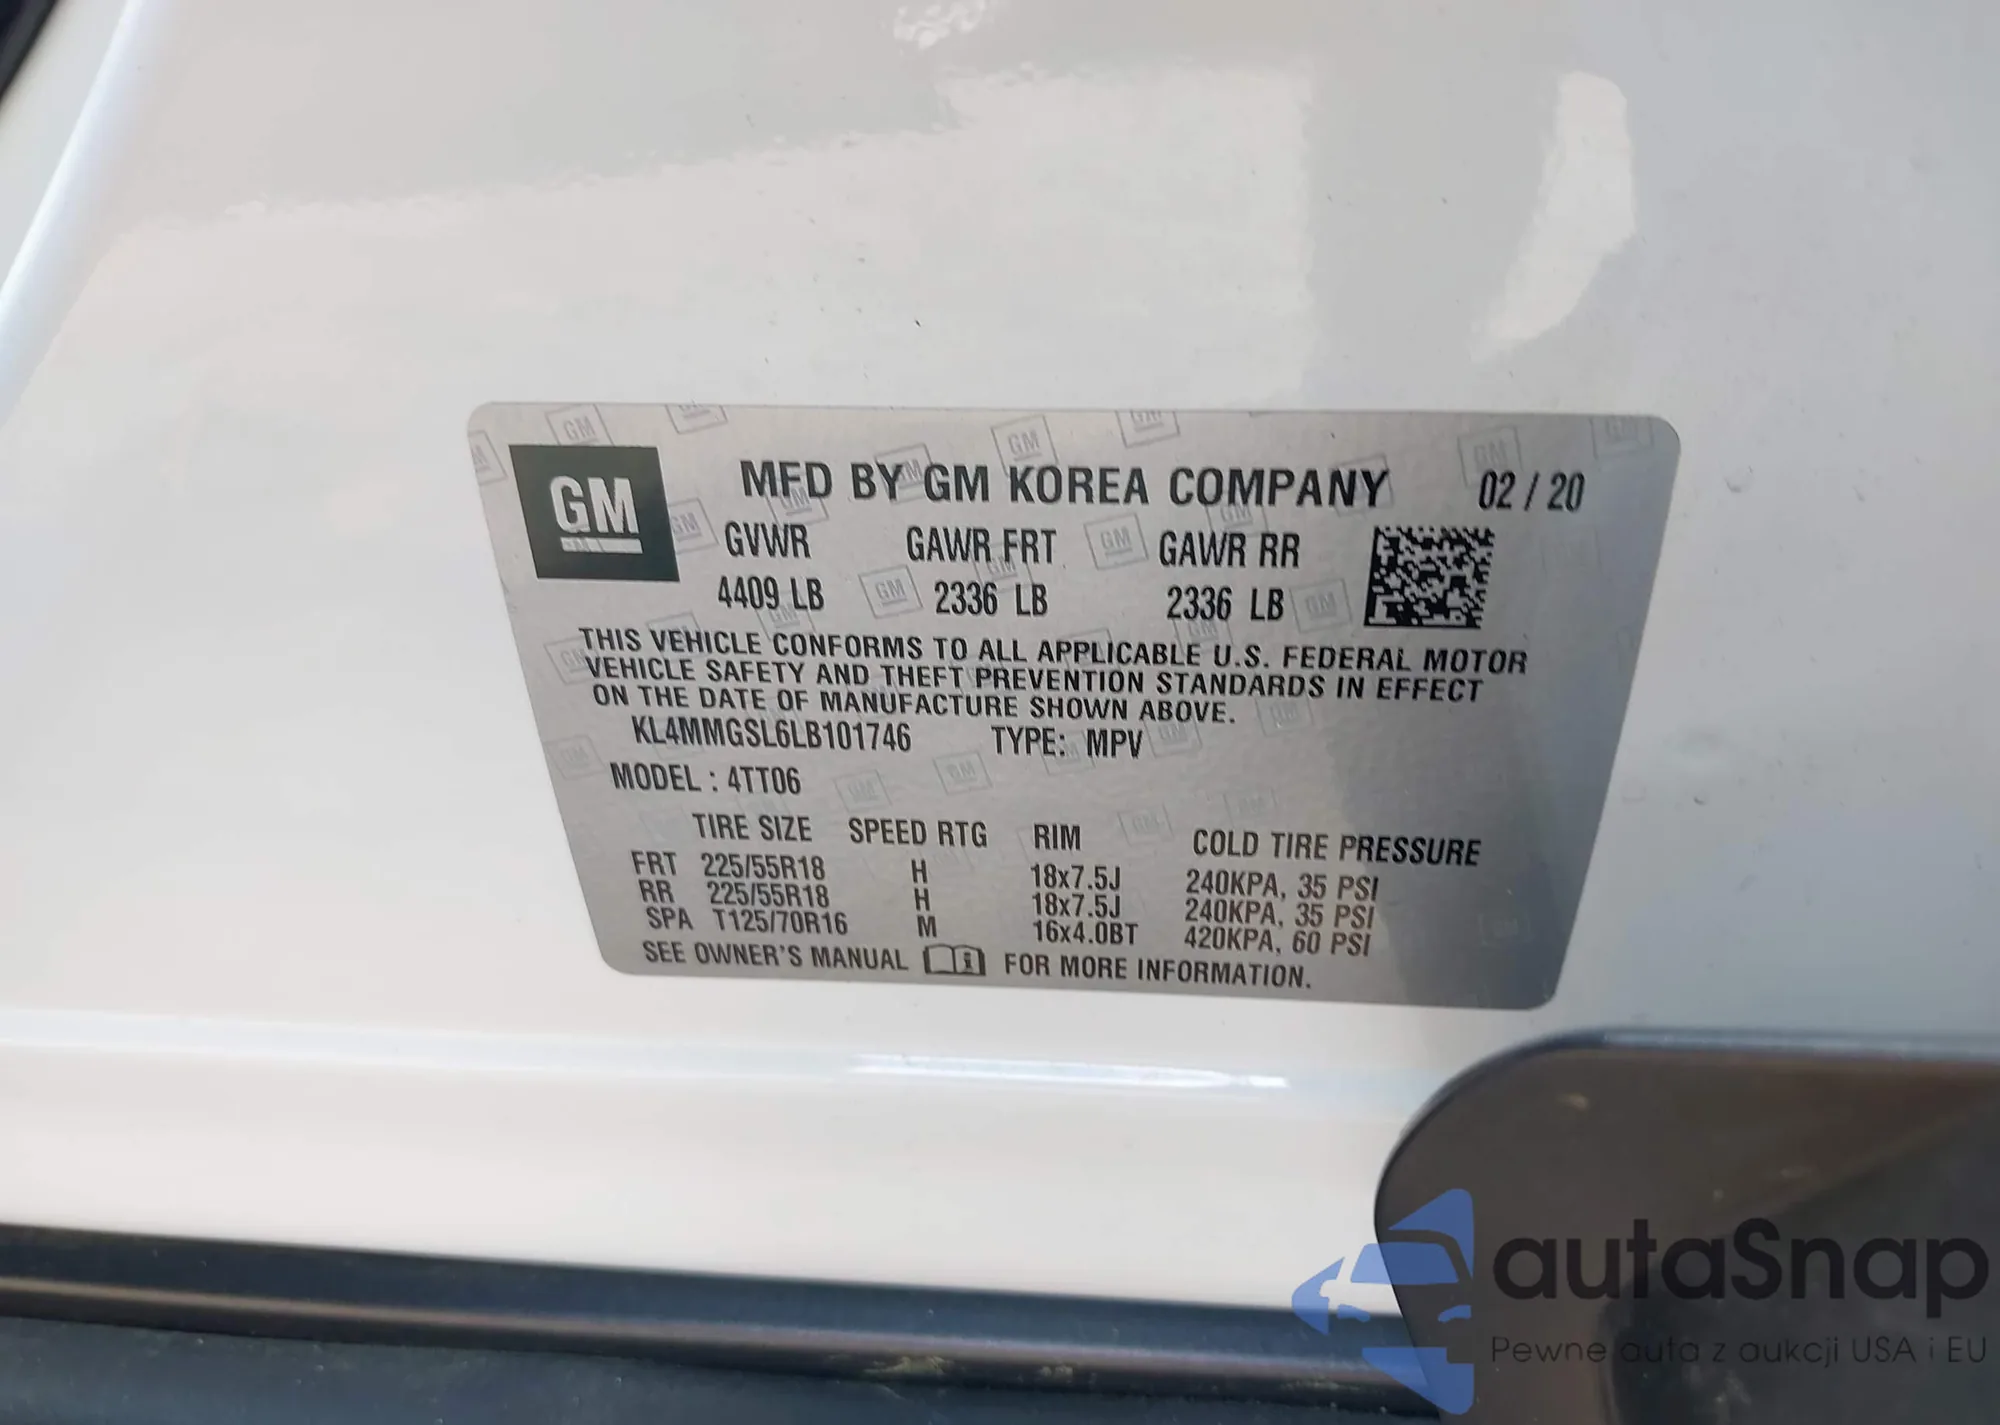 GM
MFD BY GM KOREA COMPANY 02 / 20
GVWR GAWR FRT GAWR RR
4409 LB 2336 LB 2336 LB
THIS VEHICLE CONFORMS TO ALL APPLICABLE U.S. FEDERAL MOTOR
VEHICLE SAFETY AND THEFT PREVENTION STANDARDS IN EFFECT
ON THE DATE OF MANUFACTURE SHOWN ABOVE.
KL4MMGSL6LB101746 TYPE: MPV
MODEL : 4TT06
TIRE SIZE SPEED RTG RIM COLD TIRE PRESSURE
FRT 225/55R18 H 18x7.5J 240KPA, 35 PSI
RR 225/55R18 H 18x7.5J 240KPA, 35 PSI
SPA T125/70R16 M 16x4.0BT 420KPA, 60 PSI
SEE OWNER'S MANUAL FOR MORE INFORMATION.
autaSnap
Pewne auta z aukcji USA i EU